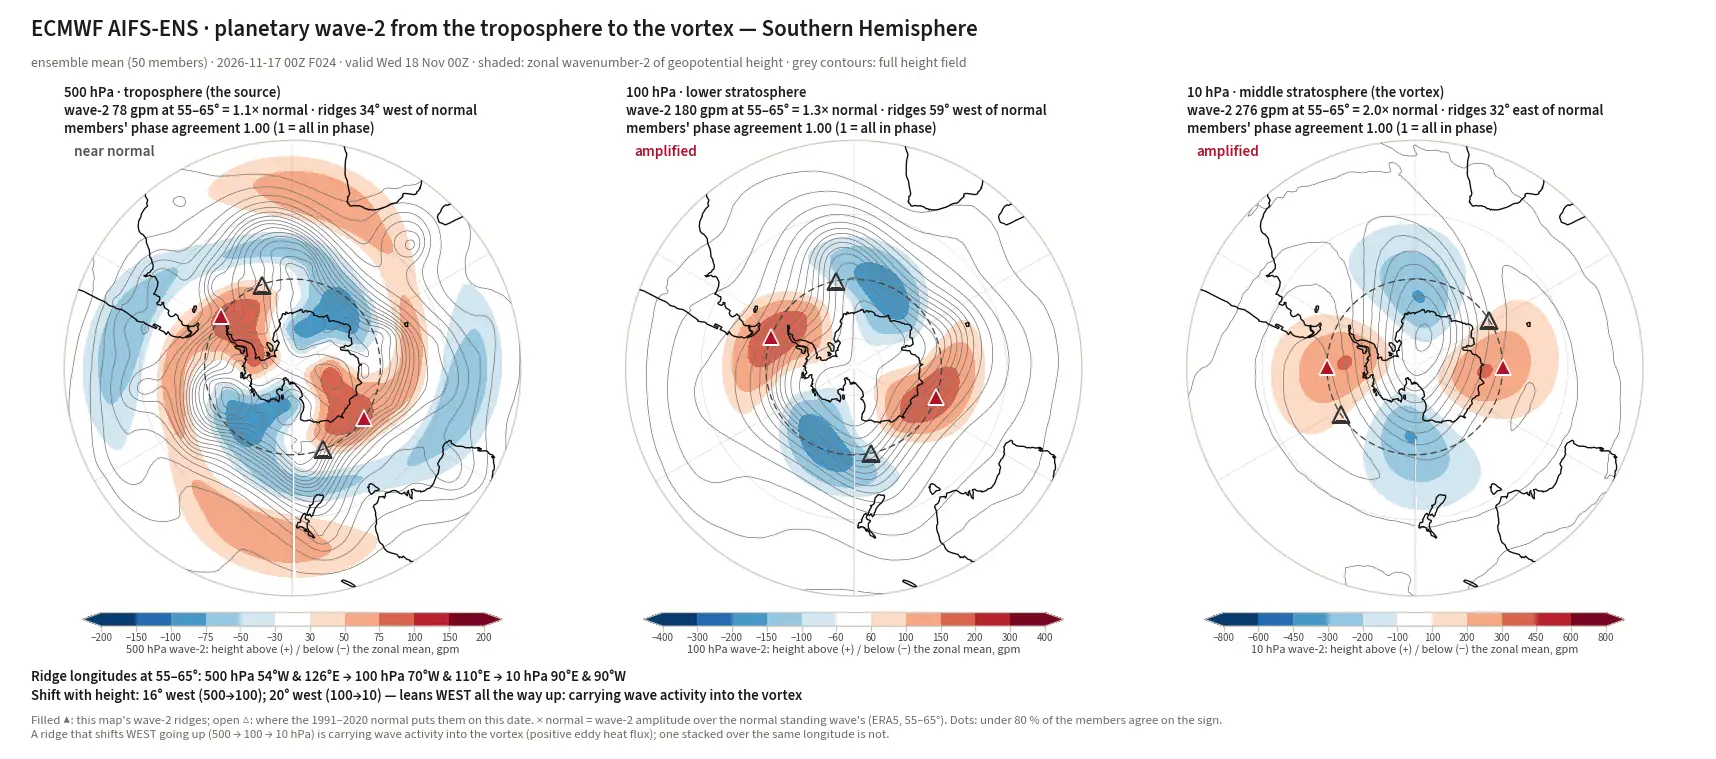 ECMWF AIFS-ENS · planetary wave-2 from the troposphere to the vortex — Southern Hemisphere
ensemble mean (50 members) · 2026-11-17 00Z F024 · valid Wed 18 Nov 00Z · shaded: zonal wavenumber-2 of geopotential height · grey contours: full height field
500 hPa · troposphere (the source)
wave-2 78 gpm at 55–65° = 1.1× normal · ridges 34° west of normal
members' phase agreement 1.00 (1 = all in phase)
near normal
100 hPa · lower stratosphere
wave-2 180 gpm at 55–65° = 1.3× normal · ridges 59° west of normal
members' phase agreement 1.00 (1 = all in phase)
amplified
10 hPa · middle stratosphere (the vortex)
wave-2 276 gpm at 55–65° = 2.0× normal · ridges 32° east of normal
members' phase agreement 1.00 (1 = all in phase)
amplified
−200 −150 −100 −75 −50 −30 30 50 75 100 150 200
500 hPa wave-2: height above (+) / below (−) the zonal mean, gpm
−400 −300 −200 −150 −100 −60 60 100 150 200 300 400
100 hPa wave-2: height above (+) / below (−) the zonal mean, gpm
−800 −600 −450 −300 −200 −100 100 200 300 450 600 800
10 hPa wave-2: height above (+) / below (−) the zonal mean, gpm
Ridge longitudes at 55–65°: 500 hPa 54°W & 126°E → 100 hPa 70°W & 110°E → 10 hPa 90°E & 90°W
Shift with height: 16° west (500→100); 20° west (100→10) — leans WEST all the way up: carrying wave activity into the vortex
Filled ▲: this map's wave-2 ridges; open △: where the 1991–2020 normal puts them on this date. × normal = wave-2 amplitude over the normal standing wave's (ERA5, 55–65°). Dots: under 80 % of the members agree on the sign.
A ridge that shifts WEST going up (500 → 100 → 10 hPa) is carrying wave activity into the vortex (positive eddy heat flux); one stacked over the same longitude is not.